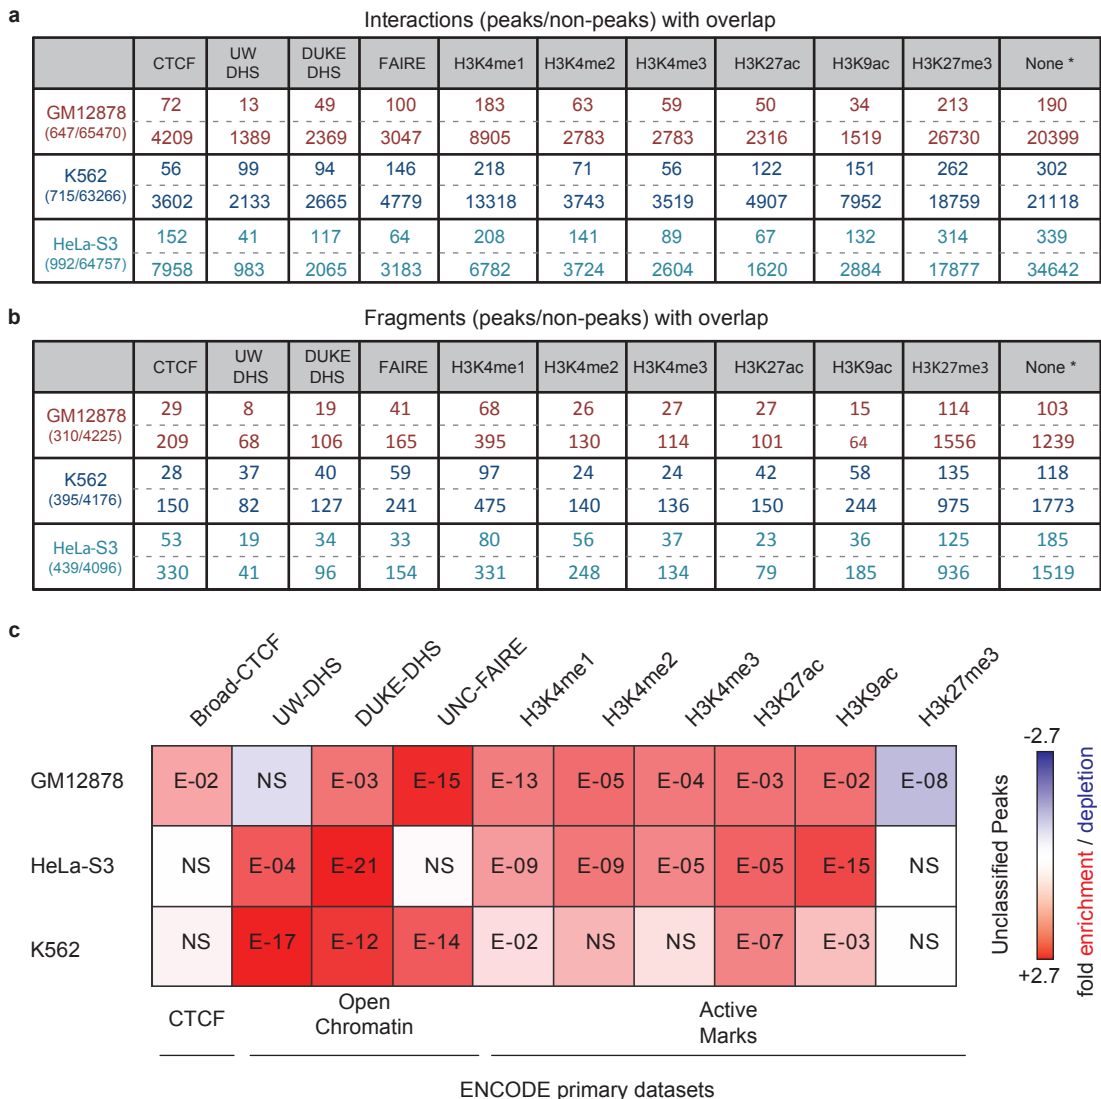 a
Interactions (peaks/non-peaks) with overlap
CTCF UW DHS DUKE DHS FAIRE H3K4me1 H3K4me2 H3K4me3 H3K27ac H3K9ac H3K27me3 None *
GM12878 (647/65470)
72 13 49 100 183 63 59 50 34 213 190
4209 1389 2369 3047 8905 2783 2783 2316 1519 26730 20399
K562 (715/63266)
56 99 94 146 218 71 56 122 151 262 302
3602 2133 2665 4779 13318 3743 3519 4907 7952 18759 21118
HeLa-S3 (992/64757)
152 41 117 64 208 141 89 67 132 314 339
7958 983 2065 3183 6782 3724 2604 1620 2884 17877 34642
b
Fragments (peaks/non-peaks) with overlap
CTCF UW DHS DUKE DHS FAIRE H3K4me1 H3K4me2 H3K4me3 H3K27ac H3K9ac H3K27me3 None *
GM12878 (310/4225)
29 8 19 41 68 26 27 27 15 114 103
209 68 106 165 395 130 114 101 64 1556 1239
K562 (395/4176)
28 37 40 59 97 24 24 42 58 135 118
150 82 127 241 475 140 136 150 244 975 1773
HeLa-S3 (439/4096)
53 19 34 33 80 56 37 23 36 125 185
330 41 96 154 331 248 134 79 185 936 1519
c
Broad-CTCF UW-DHS DUKE-DHS UNC-FAIRE H3K4me1 H3K4me2 H3K4me3 H3K27ac H3K9ac H3k27me3
GM12878 E-02 NS E-03 E-15 E-13 E-05 E-04 E-03 E-02 E-08
HeLa-S3 NS E-04 E-21 NS E-09 E-09 E-05 E-05 E-15 NS
K562 NS E-17 E-12 E-14 E-02 NS NS E-07 E-03 NS
CTCF
Open
Chromatin
Active
Marks
ENCODE primary datasets
-2.7
+2.7
Unclassified Peaks
fold enrichment / depletion